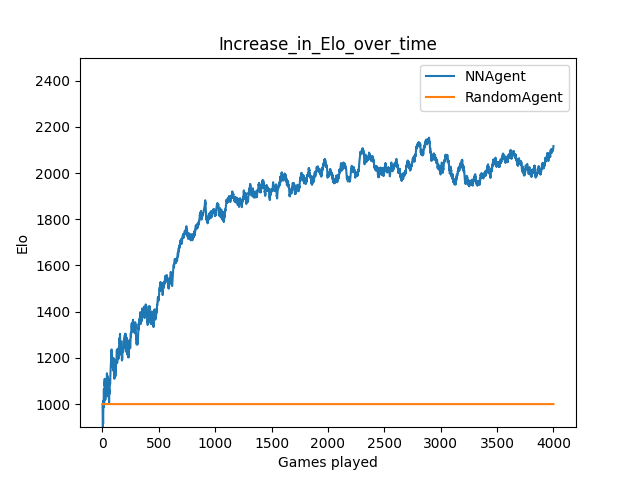 Increase_in_Elo_over_time
NNAgent
RandomAgent
2400
2200
2000
1800
1600
1400
1200
1000
Elo
0 500 1000 1500 2000 2500 3000 3500 4000
Games played